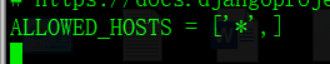 # https://docs.djangoproje
ALLOWED_HOSTS = ['*',]